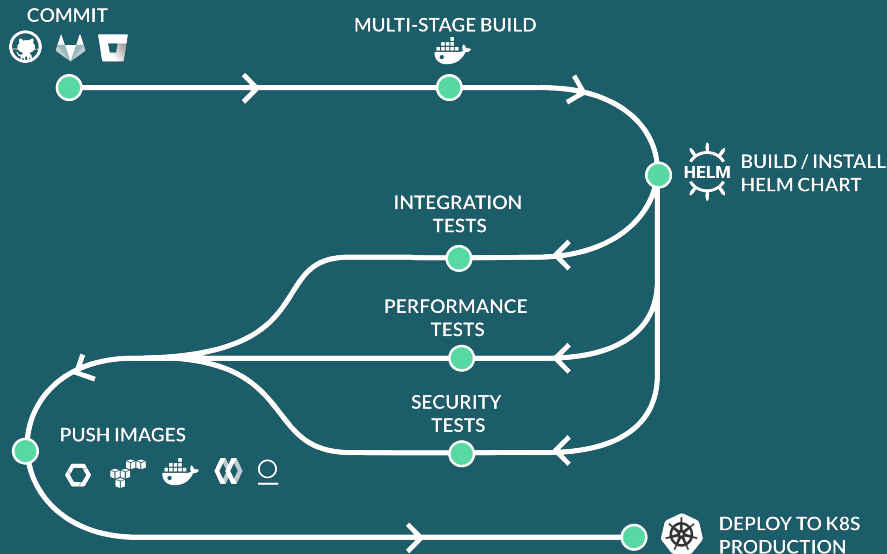 COMMIT
MULTI-STAGE BUILD
HELM
BUILD / INSTALL
HELM CHART
INTEGRATION
TESTS
PERFORMANCE
TESTS
SECURITY
TESTS
PUSH IMAGES
DEPLOY TO K8S
PRODUCTION